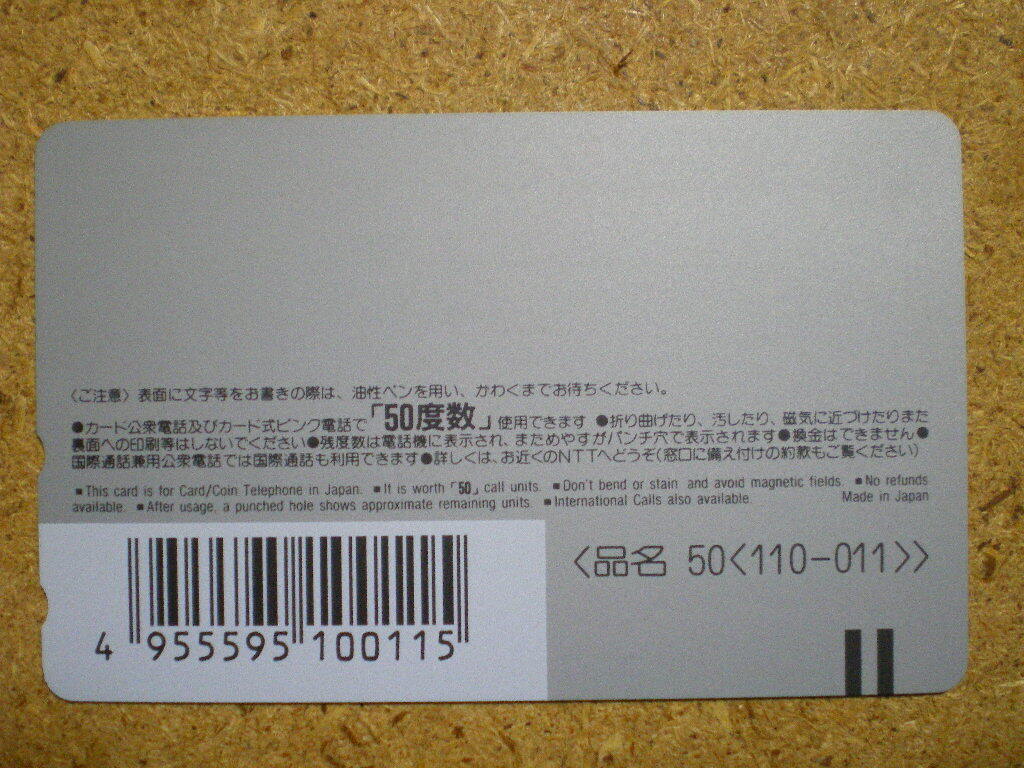 〈ご注意〉表面に文字等をお書きの際は、油性ペンを用い、かわくまでお待ちください。
●カード公衆電話及びカード式ピンク電話で「50度数」使用できます ●折り曲げたり、汚したり、磁気に近づけたりまた
裏面への印刷等はしないでください●残度数は電話機に表示され、まためやすがパンチ穴で表示されます●換金はできません●
国際通話兼用公衆電話では国際通話も利用できます●詳しくは、お近くのNTTへどうぞ(窓口に備え付けの約款もご覧ください)
■This card is for Card/Coin Telephone in Japan. ■It is worth「50」call units. ■Don't bend or stain and avoid magnetic fields. ■No refunds
available. ■After usage, a punched hole shows approximate remaining units. ■International Calls also available. Made in Japan
<品名 50<110-011>>
4 955595 100115